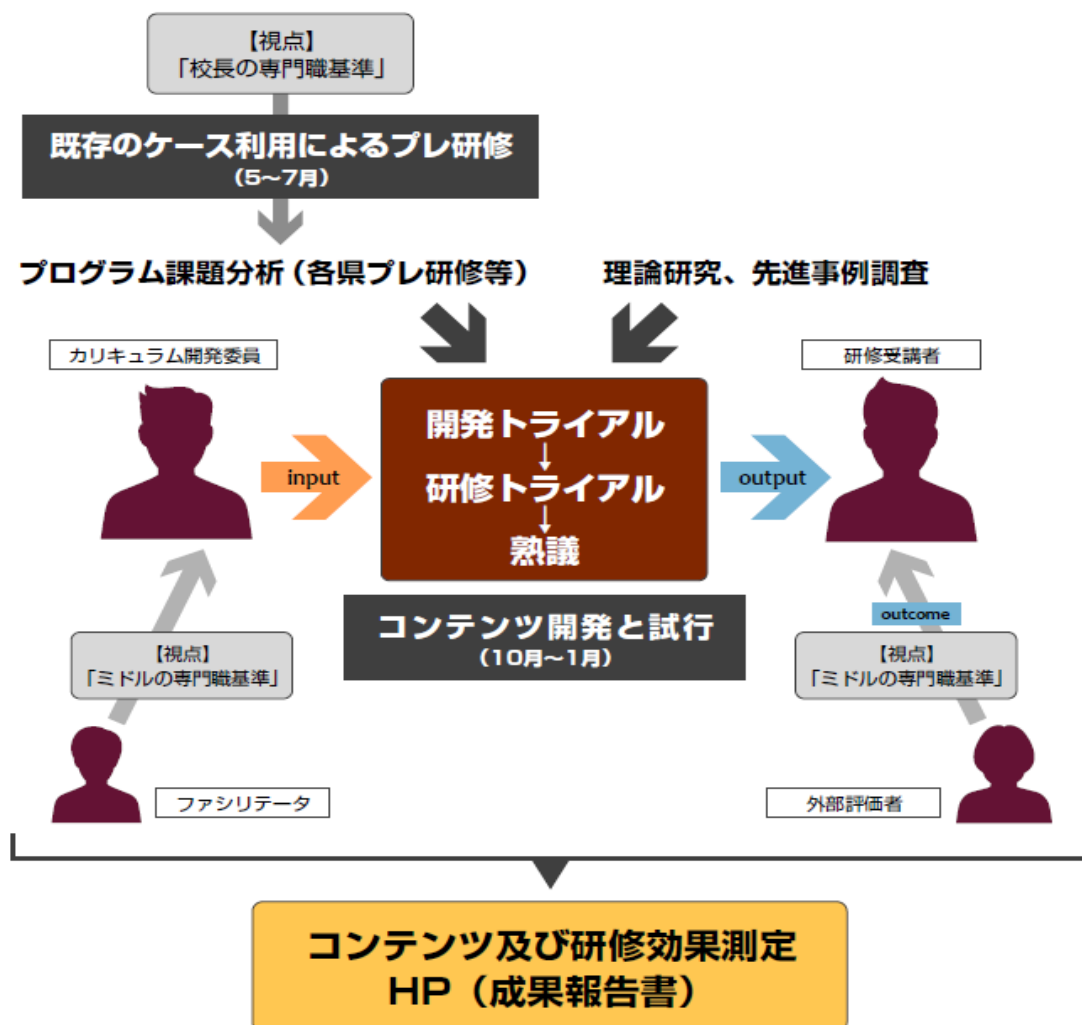 【視点】
「校長の専門職基準」
既存のケース利用によるプレ研修
(5〜7月)
プログラム課題分析(各県プレ研修等)
理論研究、先進事例調査
カリキュラム開発委員
研修受講者
開発トライアル
↓
研修トライアル
↓
熟議
input
output
コンテンツ開発と試行
(10月〜1月)
outcome
【視点】
「ミドルの専門職基準」
【視点】
「ミドルの専門職基準」
ファシリテータ
外部評価者
コンテンツ及び研修効果測定
HP(成果報告書)